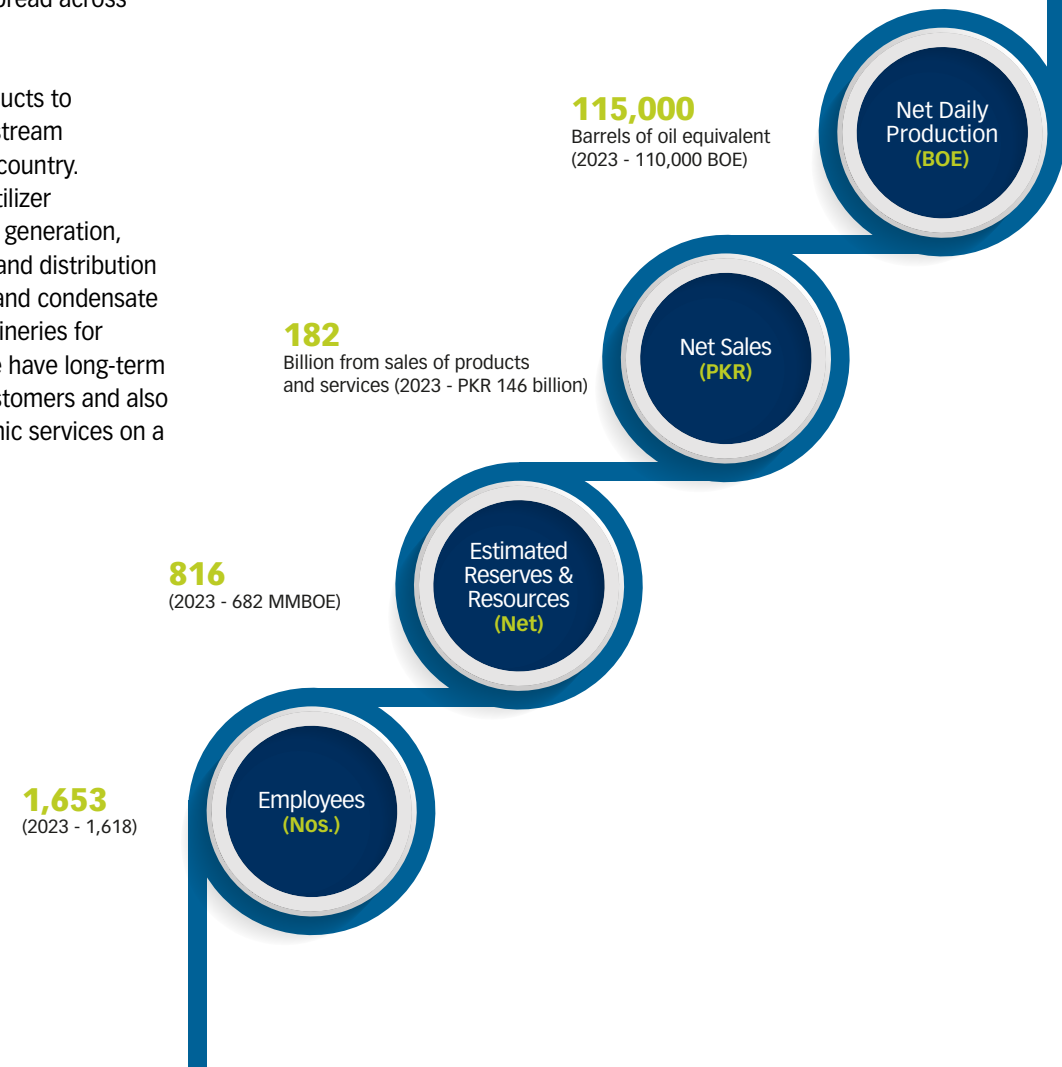 across
ucts to
stream
country.
tilizer
generation,
and distribution
and condensate
ineries for
have long-term
stomers and also
nic services on a
115,000
Barrels of oil equivalent
(2023 - 110,000 BOE)
Net Daily
Production
(BOE)
182
Billion from sales of products
and services (2023 - PKR 146 billion)
Net Sales
(PKR)
816
(2023 - 682 MMBOE)
Estimated
Reserves &
Resources
(Net)
1,653
(2023 - 1,618)
Employees
(Nos.)